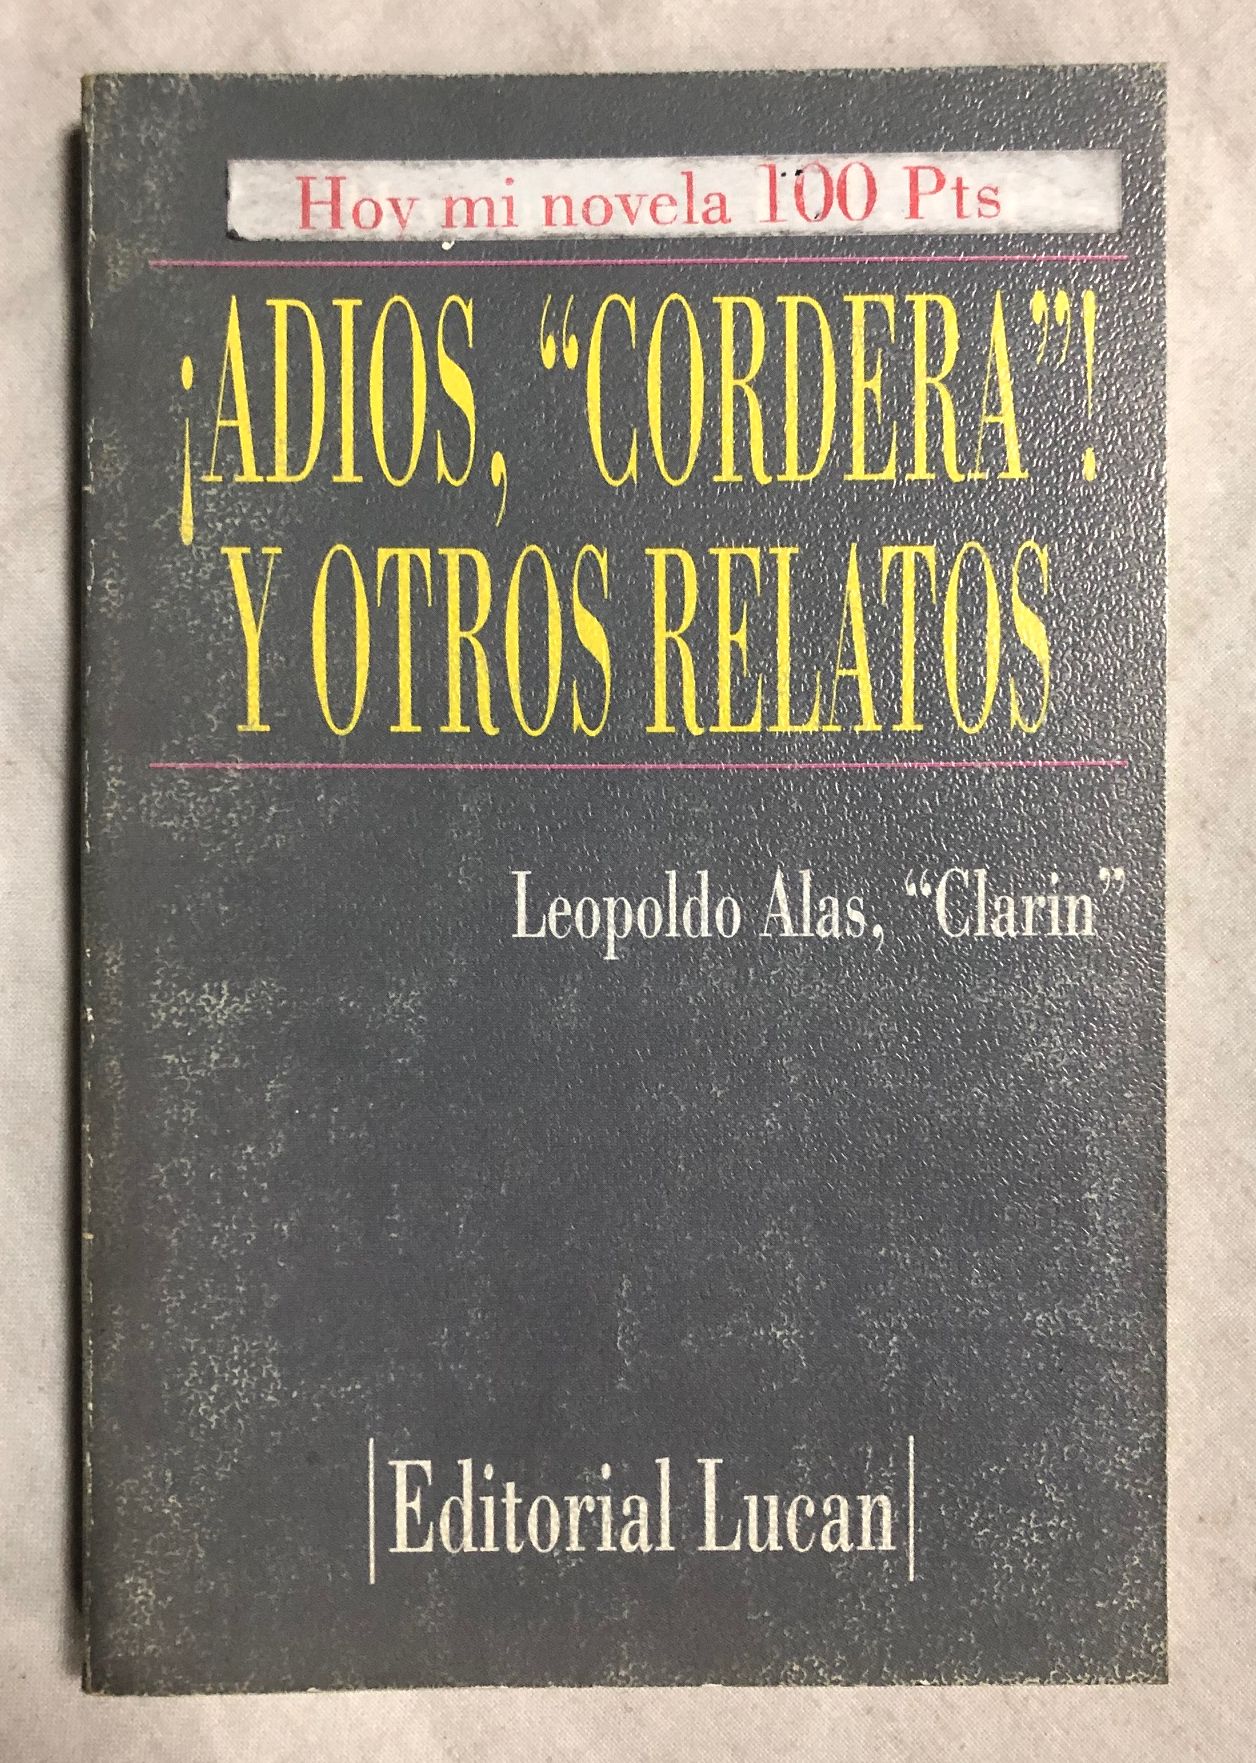 Hoy mi novela 100 Pts
¡ADIOS, “CORDERA”!
Y OTROS RELATOS
Leopoldo Alas, “Clarin”
|Editorial Lucan|